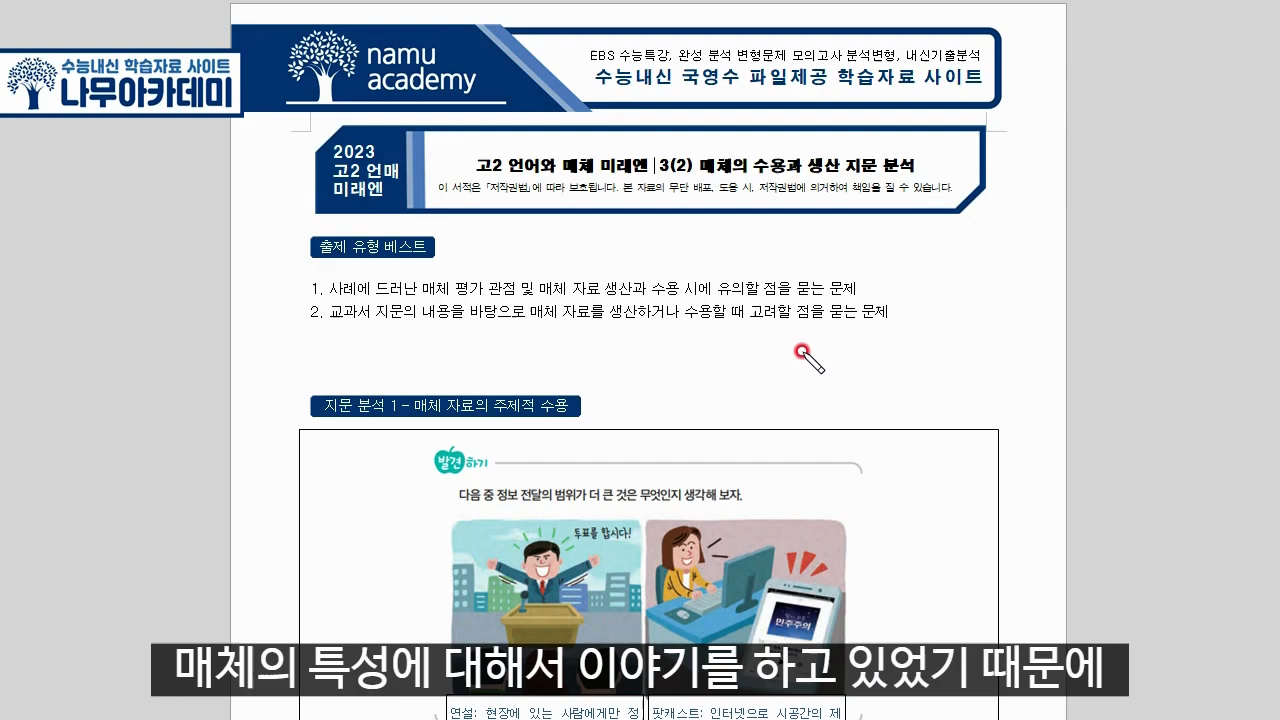 수능내신 학습자료 사이트
나무아카데미
namu
academy
EBS 수능특강, 완성 분석 변형문제 모의고사 분석변형, 내신기출분석
수능내신 국영수 파일제공 학습자료 사이트
2023
고2 언매
미래엔
고2 언어와 매체 미래엔 | 3(2) 매체의 수용과 생산 지문 분석
이 서적은 「저작권법」에 따라 보호됩니다. 본 자료의 무단 배포, 도용 시, 저작권법에 의거하여 책임을 질 수 있습니다.
출제 유형 베스트
1. 사례에 드러난 매체 평가 관점 및 매체 자료 생산과 수용 시에 유의할 점을 묻는 문제
2. 교과서 지문의 내용을 바탕으로 매체 자료를 생산하거나 수용할 때 고려할 점을 묻는 문제
지문 분석 1 - 매체 자료의 주제적 수용
발견하기
다음 중 정보 전달의 범위가 더 큰 것은 무엇인지 생각해 보자.
투표를 합시다!
민주주의
매체의 특성에 대해서 이야기를 하고 있었기 때문에
연설: 현장에 있는 사람에게만 정
팟캐스트: 인터넷으로 시공간의 제